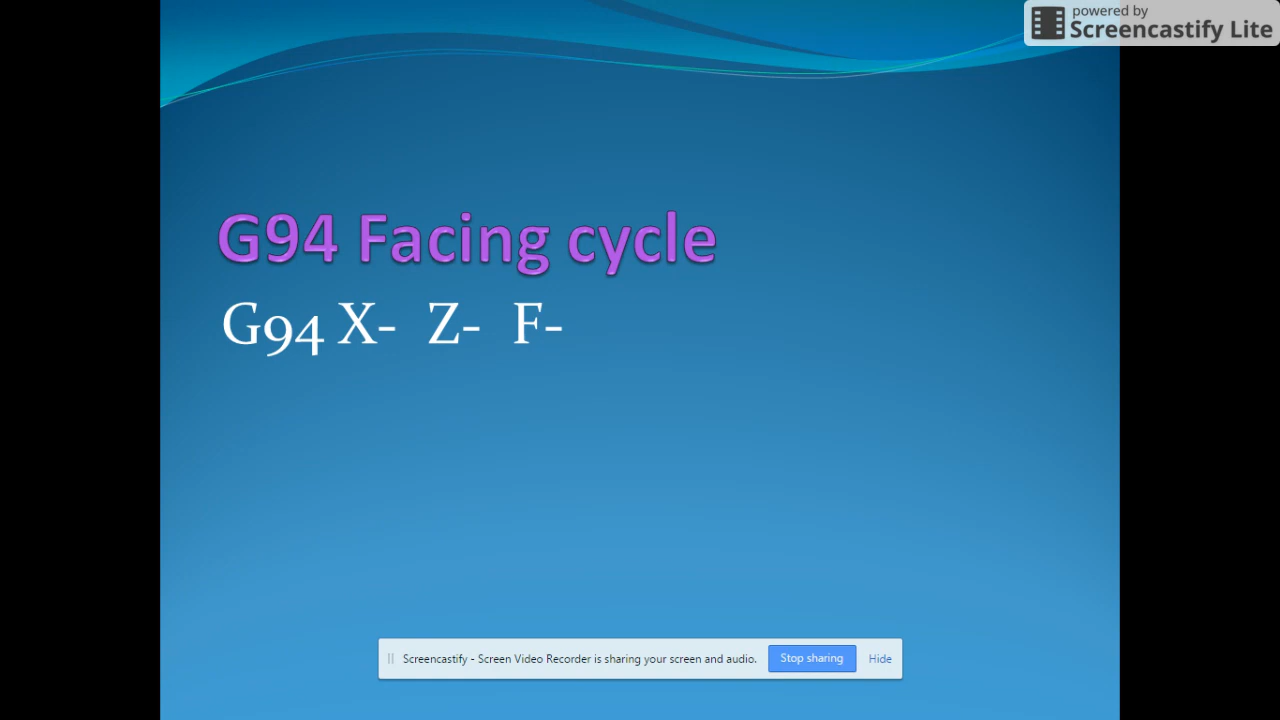 powered by
Screencastify Lite
G94 Facing cycle
G94 X- Z- F-
Screencastify - Screen Video Recorder is sharing your screen and audio. Stop sharing Hide